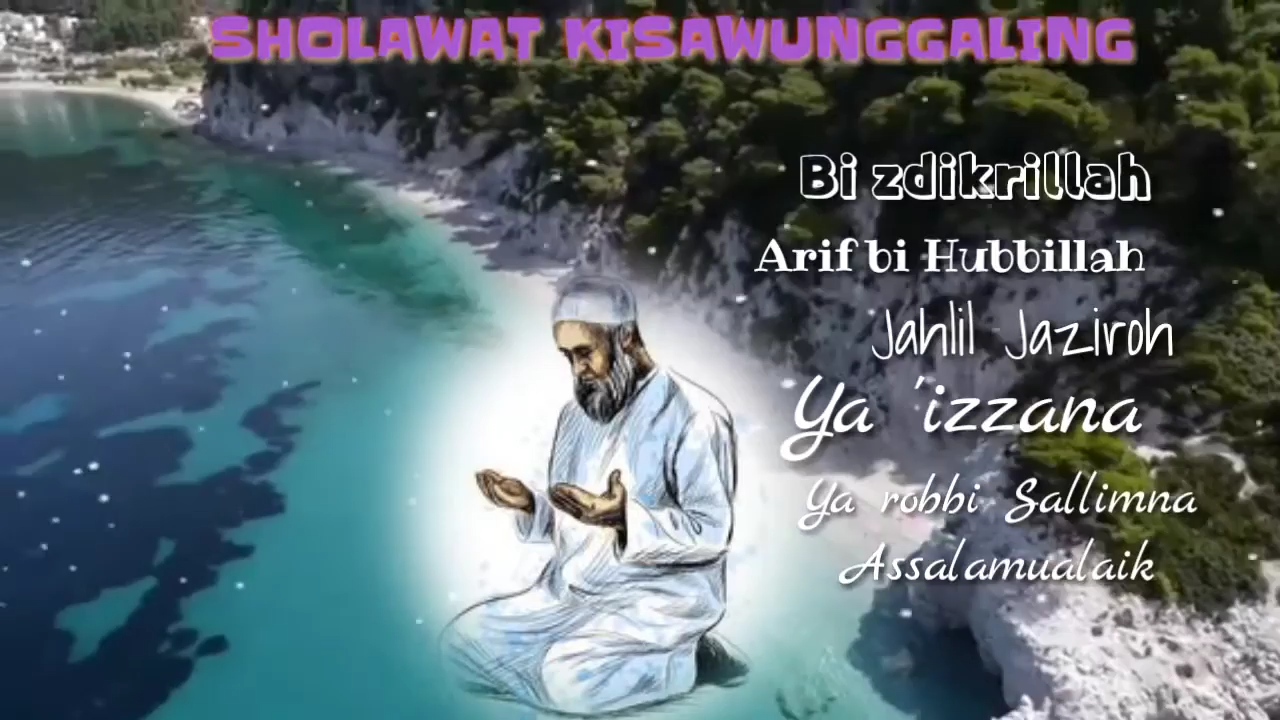 SHOLAWAT KISAWUNGGALING
Bi zdikrillah
Arif bi Hubbillah
Jahlil Jaziroh
Ya 'izzana
Ya robbi Sallimna
Assalamualaik